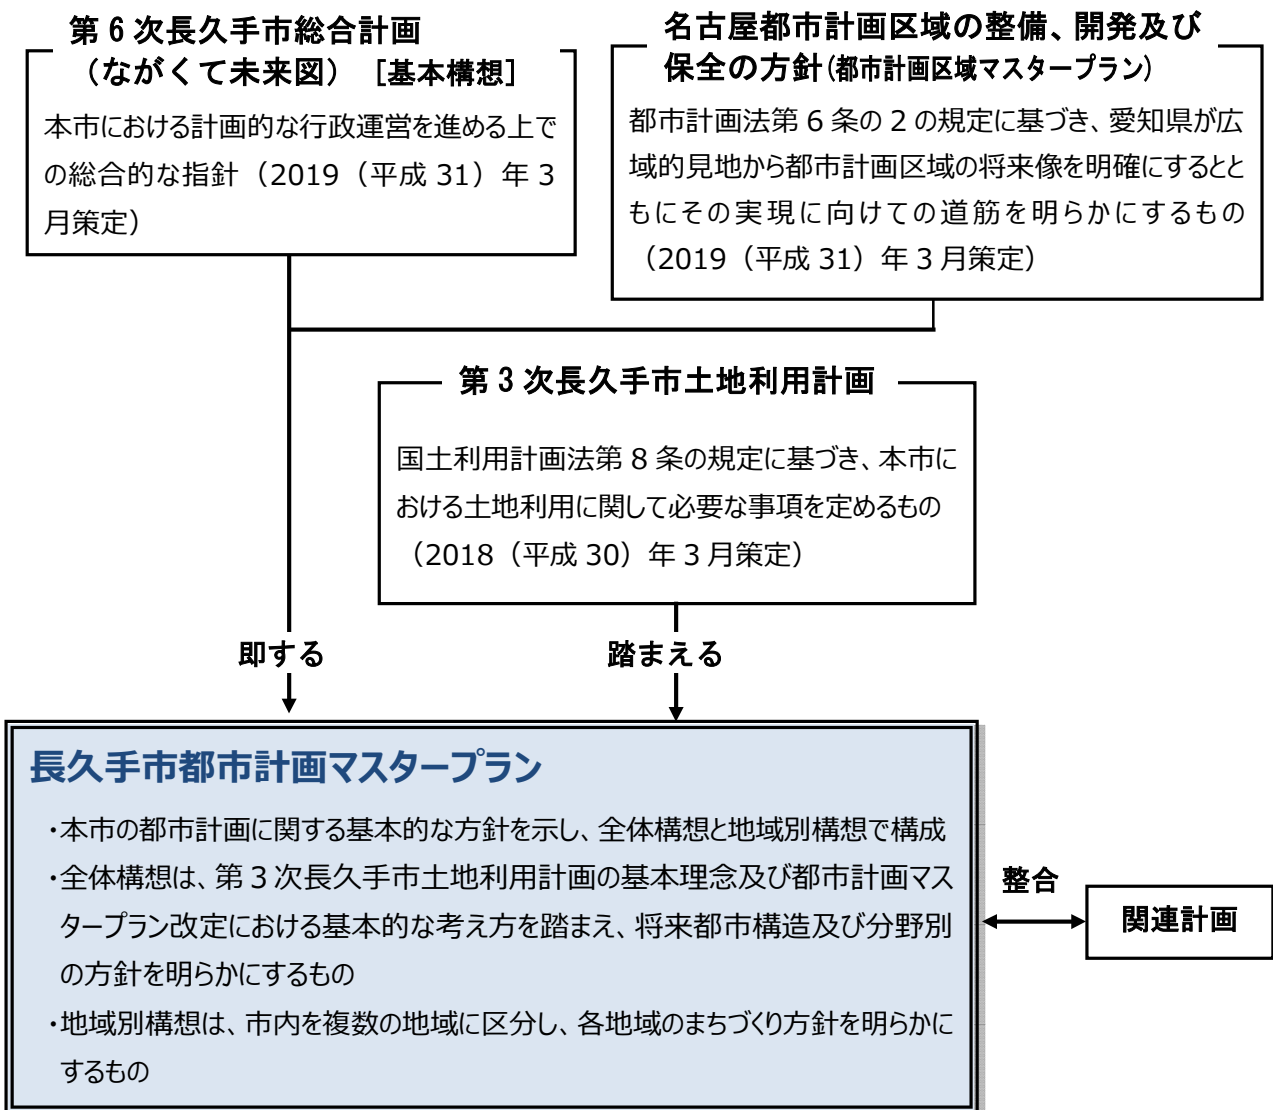 第6次長久手市総合計画
(ながくて未来図) [基本構想]
本市における計画的な行政運営を進める上で
の総合的な指針(2019(平成 31)年 3
月策定)
名古屋都市計画区域の整備、開発及び
保全の方針(都市計画区域マスタープラン)
都市計画法第 6 条の 2 の規定に基づき、愛知県が広
域的見地から都市計画区域の将来像を明確にするとと
もにその実現に向けての道筋を明らかにするもの
(2019(平成 31)年 3 月策定)
第3次長久手市土地利用計画
国土利用計画法第 8 条の規定に基づき、本市に
おける土地利用に関して必要な事項を定めるもの
(2018(平成 30)年 3 月策定)
即する
踏まえる
長久手市都市計画マスタープラン
・本市の都市計画に関する基本的な方針を示し、全体構想と地域別構想で構成
・全体構想は、第 3 次長久手市土地利用計画の基本理念及び都市計画マス
タープラン改定における基本的な考え方を踏まえ、将来都市構造及び分野別
の方針を明らかにするもの
・地域別構想は、市内を複数の地域に区分し、各地域のまちづくり方針を明らかに
するもの
整合
関連計画